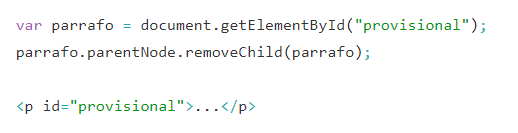 var parrafo = document.getElementById("provisional");
parrafo.parentNode.removeChild(parrafo);
<p id="provisional">...</p>